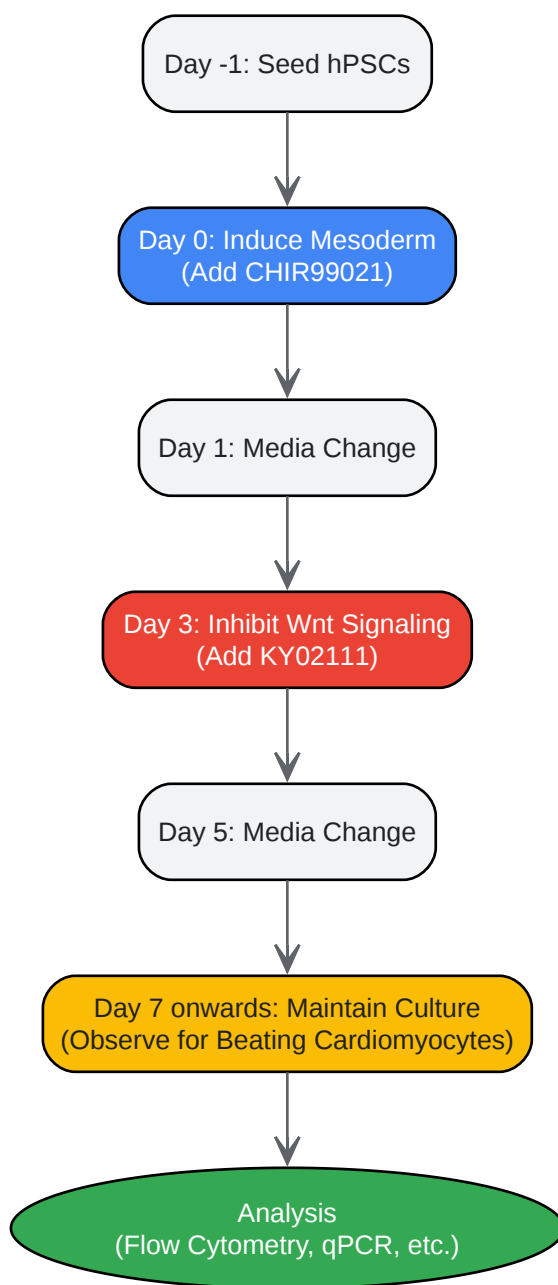 Day -1: Seed hPSCs
Day 0: Induce Mesoderm
(Add CHIR99021)
Day 1: Media Change
Day 3: Inhibit Wnt Signaling
(Add KY02111)
Day 5: Media Change
Day 7 onwards: Maintain Culture
(Observe for Beating Cardiomyocytes)
Analysis
(Flow Cytometry, qPCR, etc.)